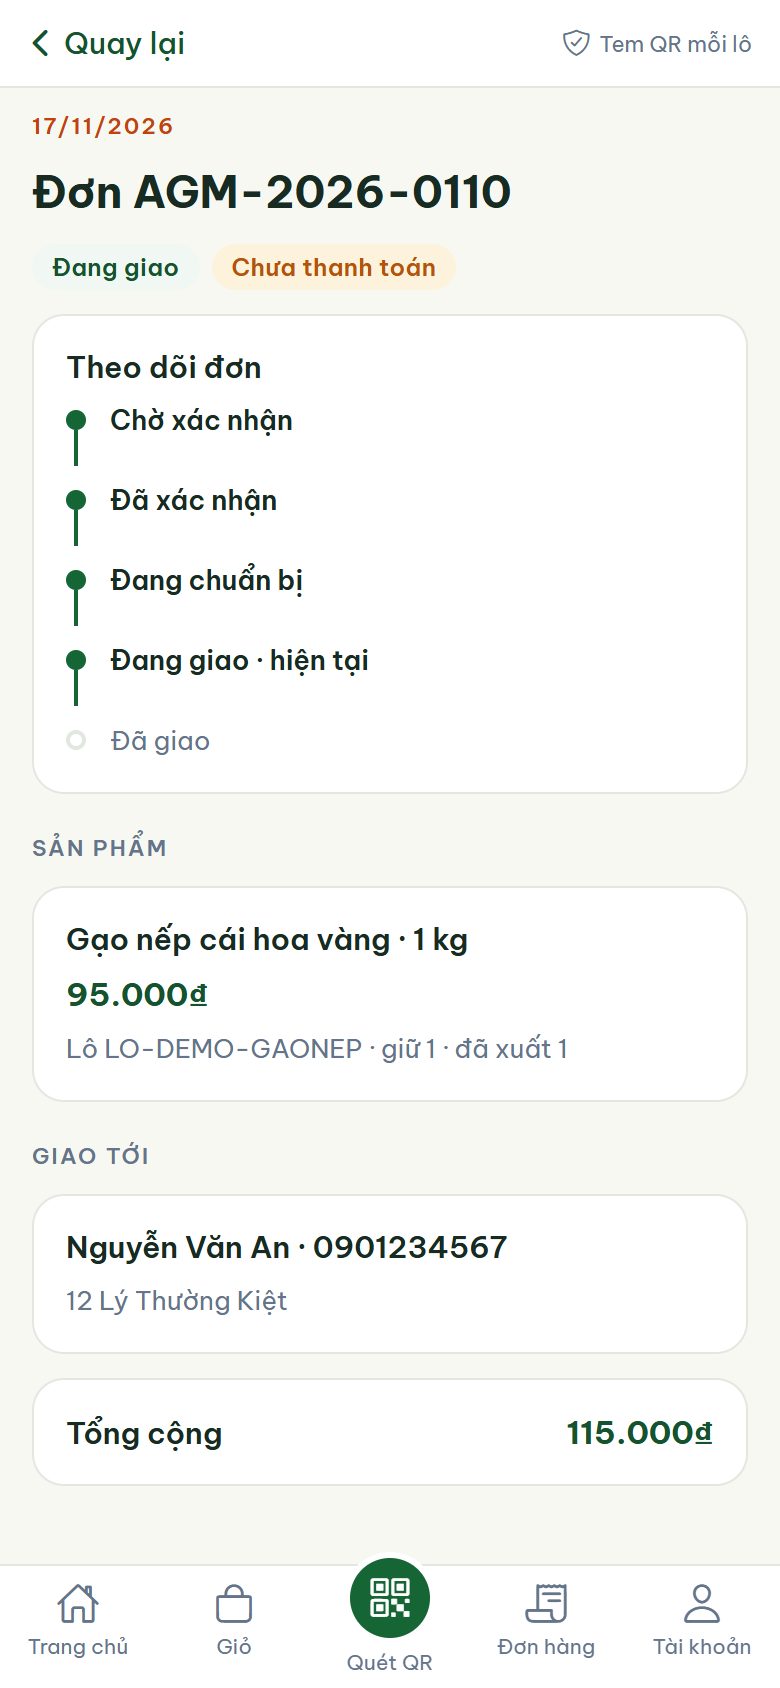 Quay lại
Tem QR mỗi lô
17/11/2026
Đơn AGM-2026-0110
Đang giao
Chưa thanh toán
Theo dõi đơn
Chờ xác nhận
Đã xác nhận
Đang chuẩn bị
Đang giao · hiện tại
Đã giao
SẢN PHẨM
Gạo nếp cái hoa vàng · 1 kg
95.000₫
Lô LO-DEMO-GAONEP · giữ 1 · đã xuất 1
GIAO TỚI
Nguyễn Văn An · 0901234567
12 Lý Thường Kiệt
Tổng cộng
115.000₫
Trang chủ
Giỏ
Quét QR
Đơn hàng
Tài khoản